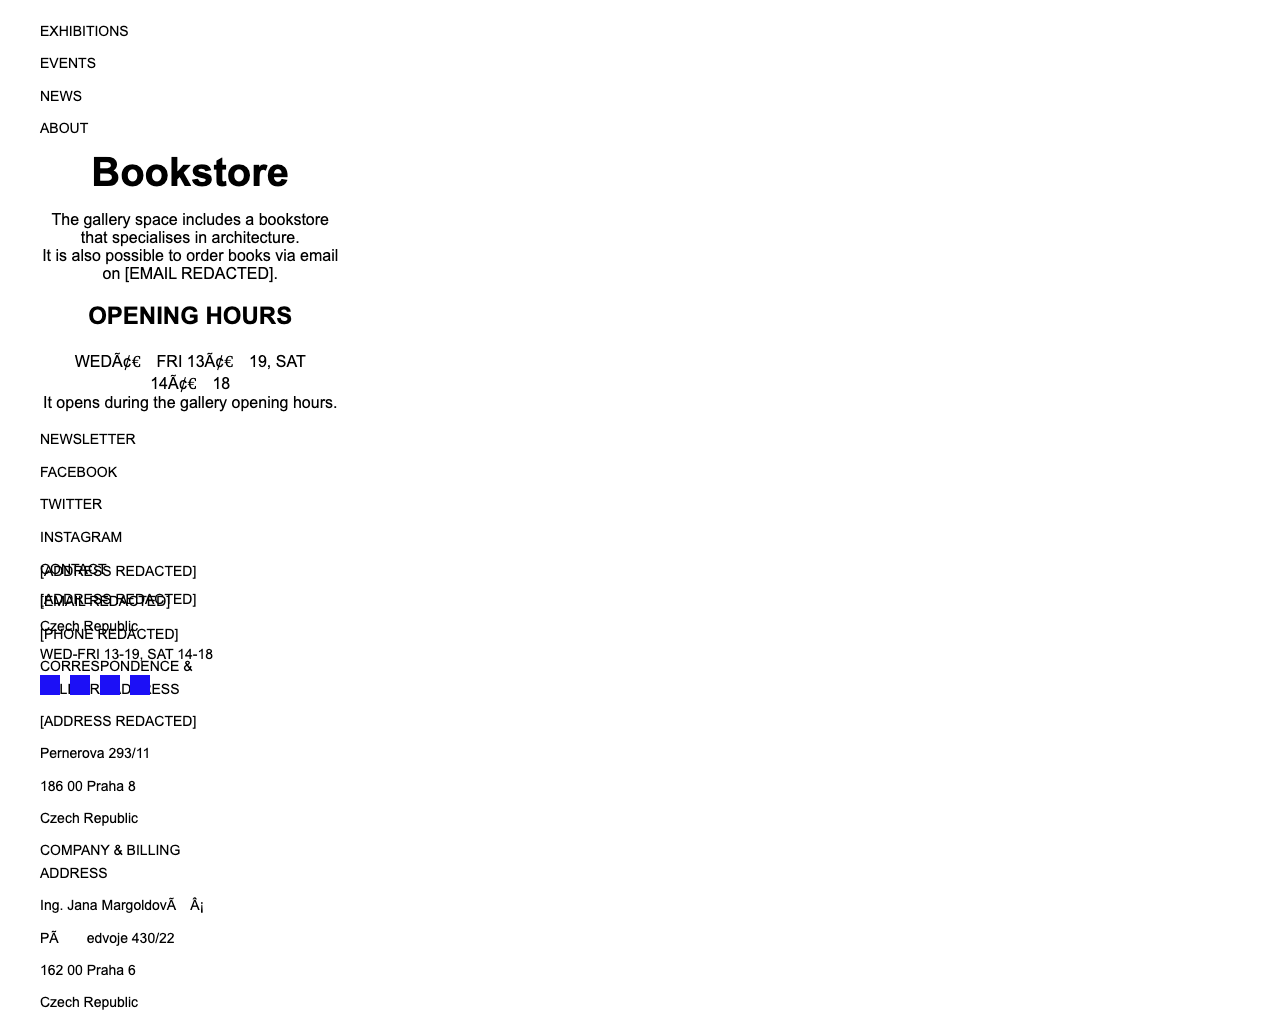 EXHIBITIONS
EVENTS
NEWS
ABOUT
Bookstore
The gallery space includes a bookstore
that specialises in architecture.
It is also possible to order books via email
on [EMAIL REDACTED].
OPENING HOURS
WEDÃ¢€ FRI 13Ã¢€ 19, SAT
14Ã¢€ 18
It opens during the gallery opening hours.
NEWSLETTER
FACEBOOK
TWITTER
INSTAGRAM
CONTACT
[ADDRESS REDACTED]
[ADDRESS REDACTED]
[EMAIL REDACTED]
Czech Republic
[PHONE REDACTED]
WED-FRI 13-19, SAT 14-18
CORRESPONDENCE &
[ADDRESS REDACTED]
Pernerova 293/11
186 00 Praha 8
Czech Republic
COMPANY & BILLING
ADDRESS
Ing. Jana MargoldovÃ Â¡
PÃ edvoje 430/22
162 00 Praha 6
Czech Republic